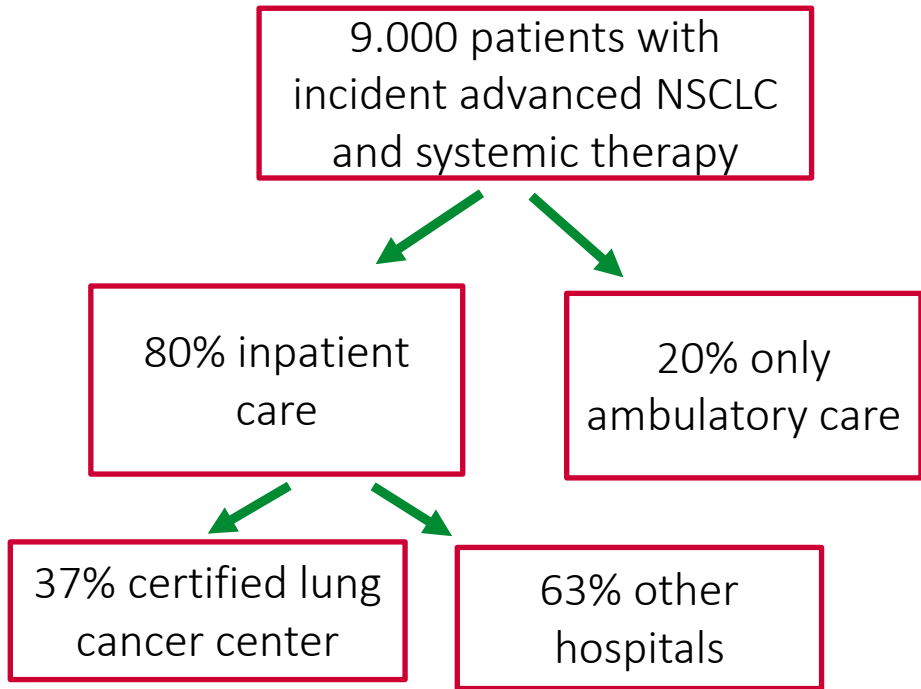 9.000 patients with
incident advanced NSCLC
and systemic therapy
80% inpatient
care
20% only
ambulatory care
37% certified lung
cancer center
63% other
hospitals